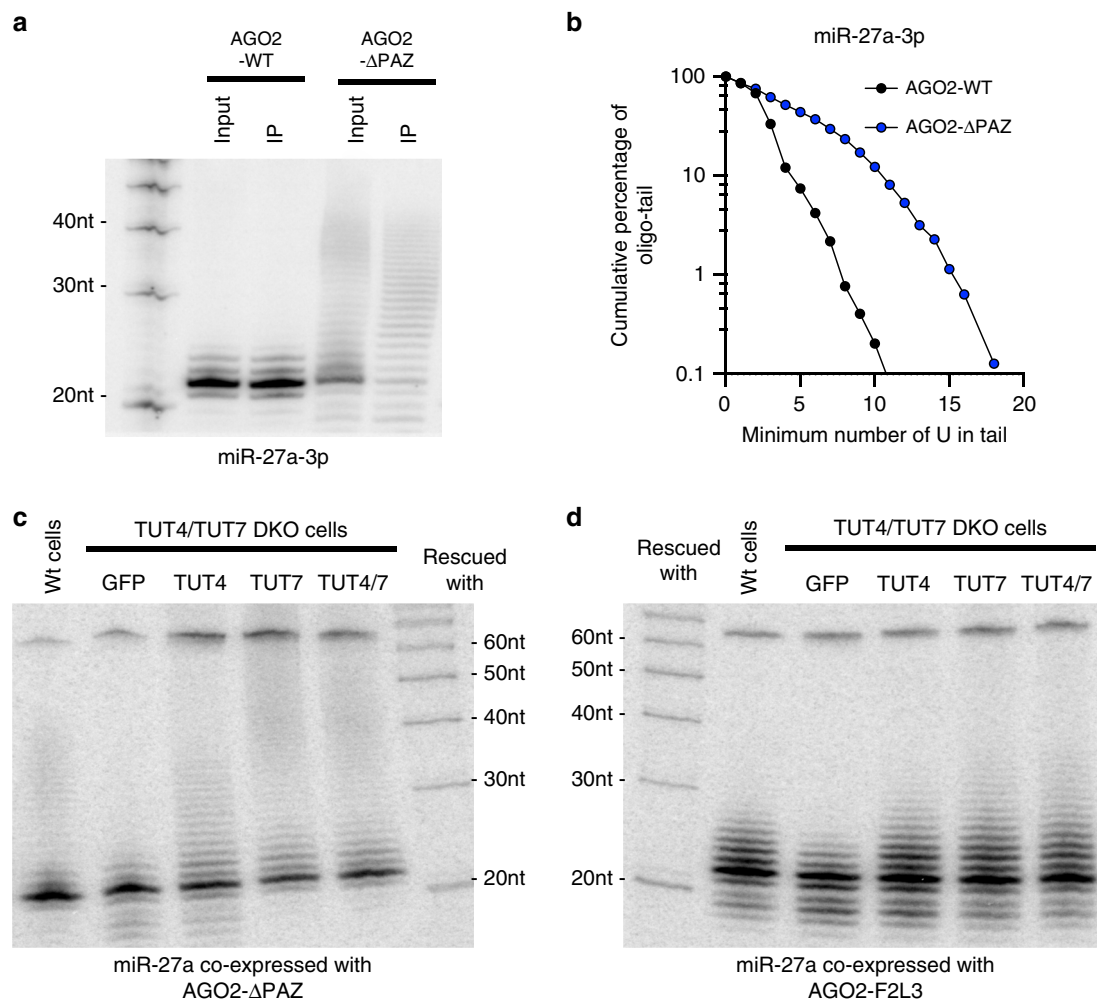 a
AGO2
-WT
AGO2
-ΔPAZ
Input
IP
Input
IP
40nt -
30nt -
20nt -
miR-27a-3p
b
miR-27a-3p
Cumulative percentage of
oligo-tail
100
10
1
0.1
AGO2-WT
AGO2-ΔPAZ
0
5
10
15
20
Minimum number of U in tail
c
Wt cells
TUT4/TUT7 DKO cells
GFP
TUT4
TUT7
TUT4/7
Rescued
with
- 60nt
- 50nt
- 40nt
- 30nt
- 20nt
miR-27a co-expressed with
AGO2-ΔPAZ
d
Rescued
with
Wt cells
TUT4/TUT7 DKO cells
GFP
TUT4
TUT7
TUT4/7
60nt -
50nt -
40nt -
30nt -
20nt -
miR-27a co-expressed with
AGO2-F2L3